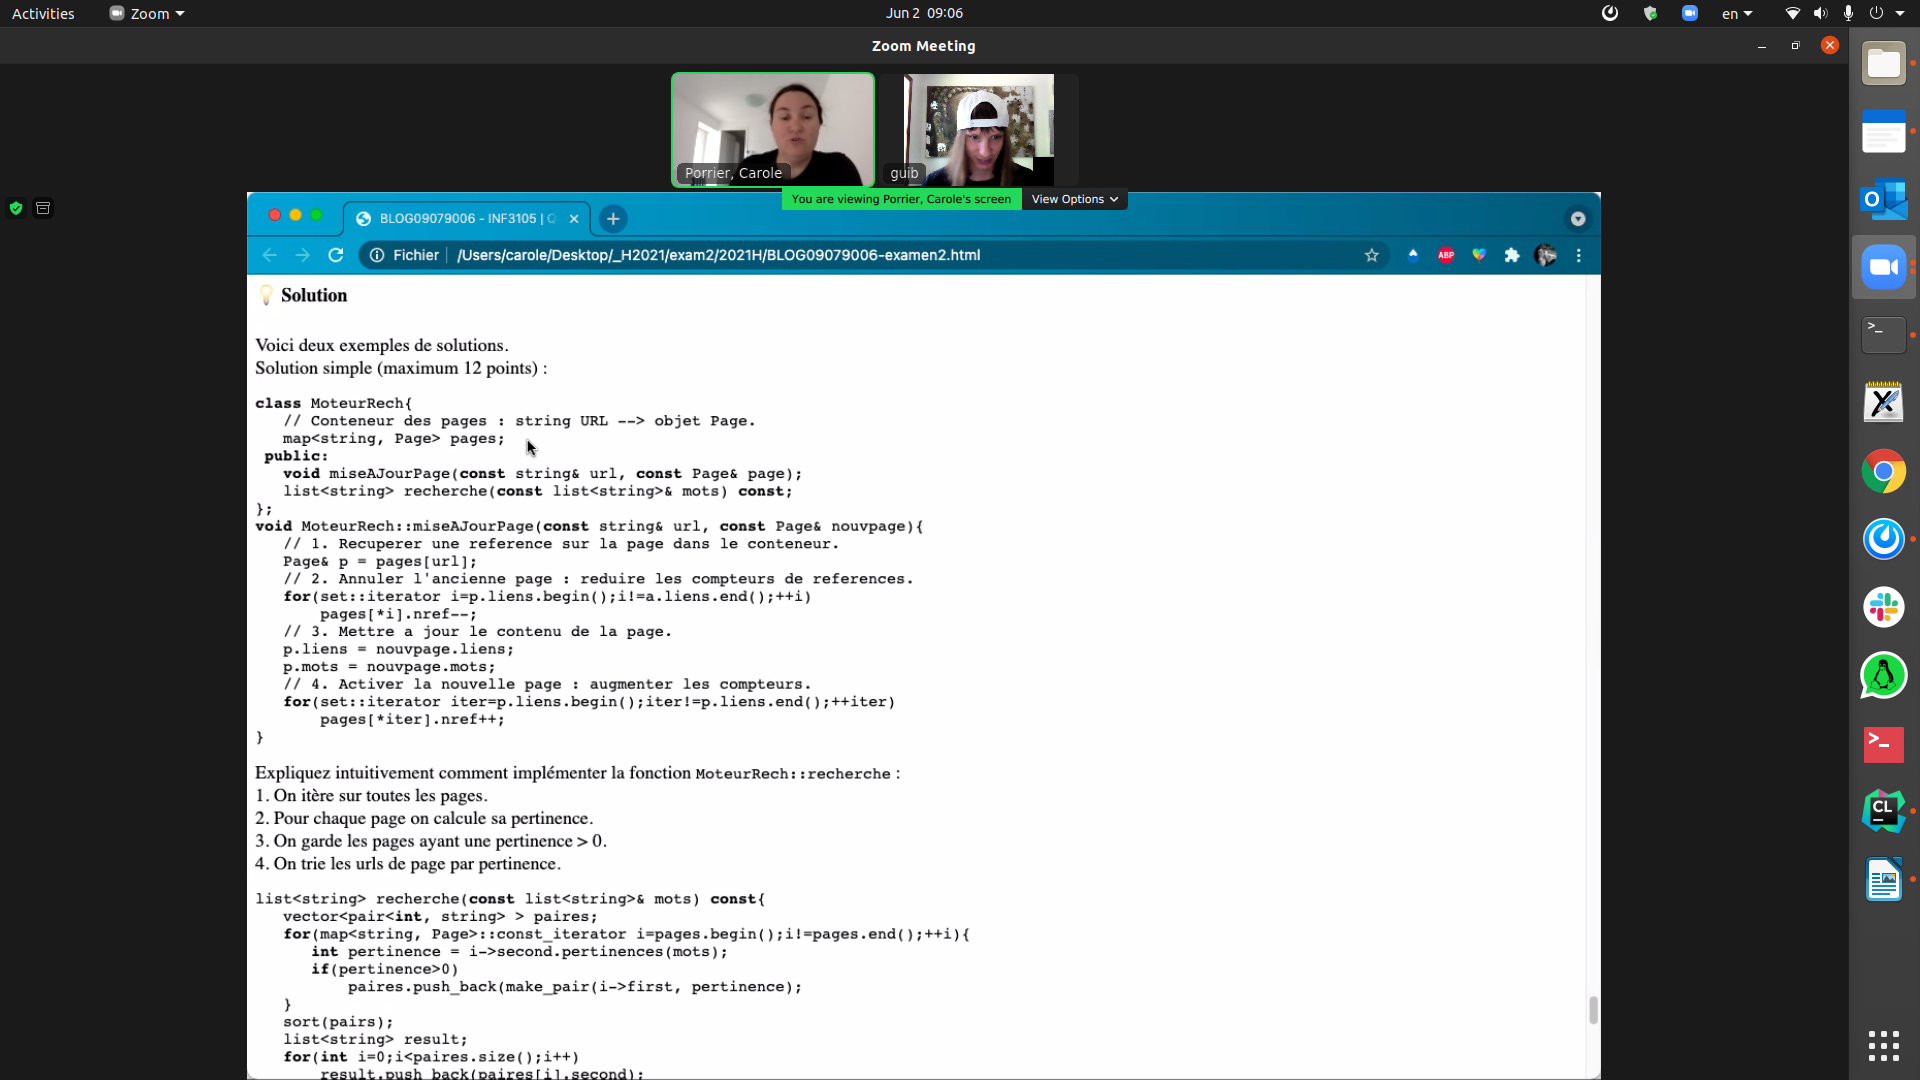 Activities
Zoom
Jun 2 09:06
en
Zoom Meeting
Porrier, Carole
guib
You are viewing Porrier, Carole's screen
View Options
BLOG09079006 - INF3105 | Q
Fichier
/Users/carole/Desktop/_H2021/exam2/2021H/BLOG09079006-examen2.html
ABP
Solution
Voici deux exemples de solutions.
Solution simple (maximum 12 points) :
class MoteurRech{
// Conteneur des pages : string URL --> objet Page.
map<string, Page> pages;
public:
void miseAJourPage(const string& url, const Page& page);
list<string> recherche(const list<string>& mots) const;
};
void MoteurRech::miseAJourPage(const string& url, const Page& nouvpage){
// 1. Recuperer une reference sur la page dans le conteneur.
Page& p = pages[url];
// 2. Annuler l'ancienne page : reduire les compteurs de references.
for(set::iterator i=p.liens.begin();i!=a.liens.end();++i)
pages[*i].nref--;
// 3. Mettre a jour le contenu de la page.
p.liens = nouvpage.liens;
p.mots = nouvpage.mots;
// 4. Activer la nouvelle page : augmenter les compteurs.
for(set::iterator iter=p.liens.begin();iter!=p.liens.end();++iter)
pages[*iter].nref++;
}
Expliquez intuitivement comment implémenter la fonction MoteurRech::recherche :
1. On itère sur toutes les pages.
2. Pour chaque page on calcule sa pertinence.
3. On garde les pages ayant une pertinence > 0.
4. On trie les urls de page par pertinence.
list<string> recherche(const list<string>& mots) const{
vector<pair<int, string> > paires;
for(map<string, Page>::const_iterator i=pages.begin();i!=pages.end();++i){
int pertinence = i->second.pertinences(mots);
if(pertinence>0)
paires.push_back(make_pair(i->first, pertinence);
}
sort(pairs);
list<string> result;
for(int i=0;i<paires.size();i++)
result.push_back(paires[i].second);
CL